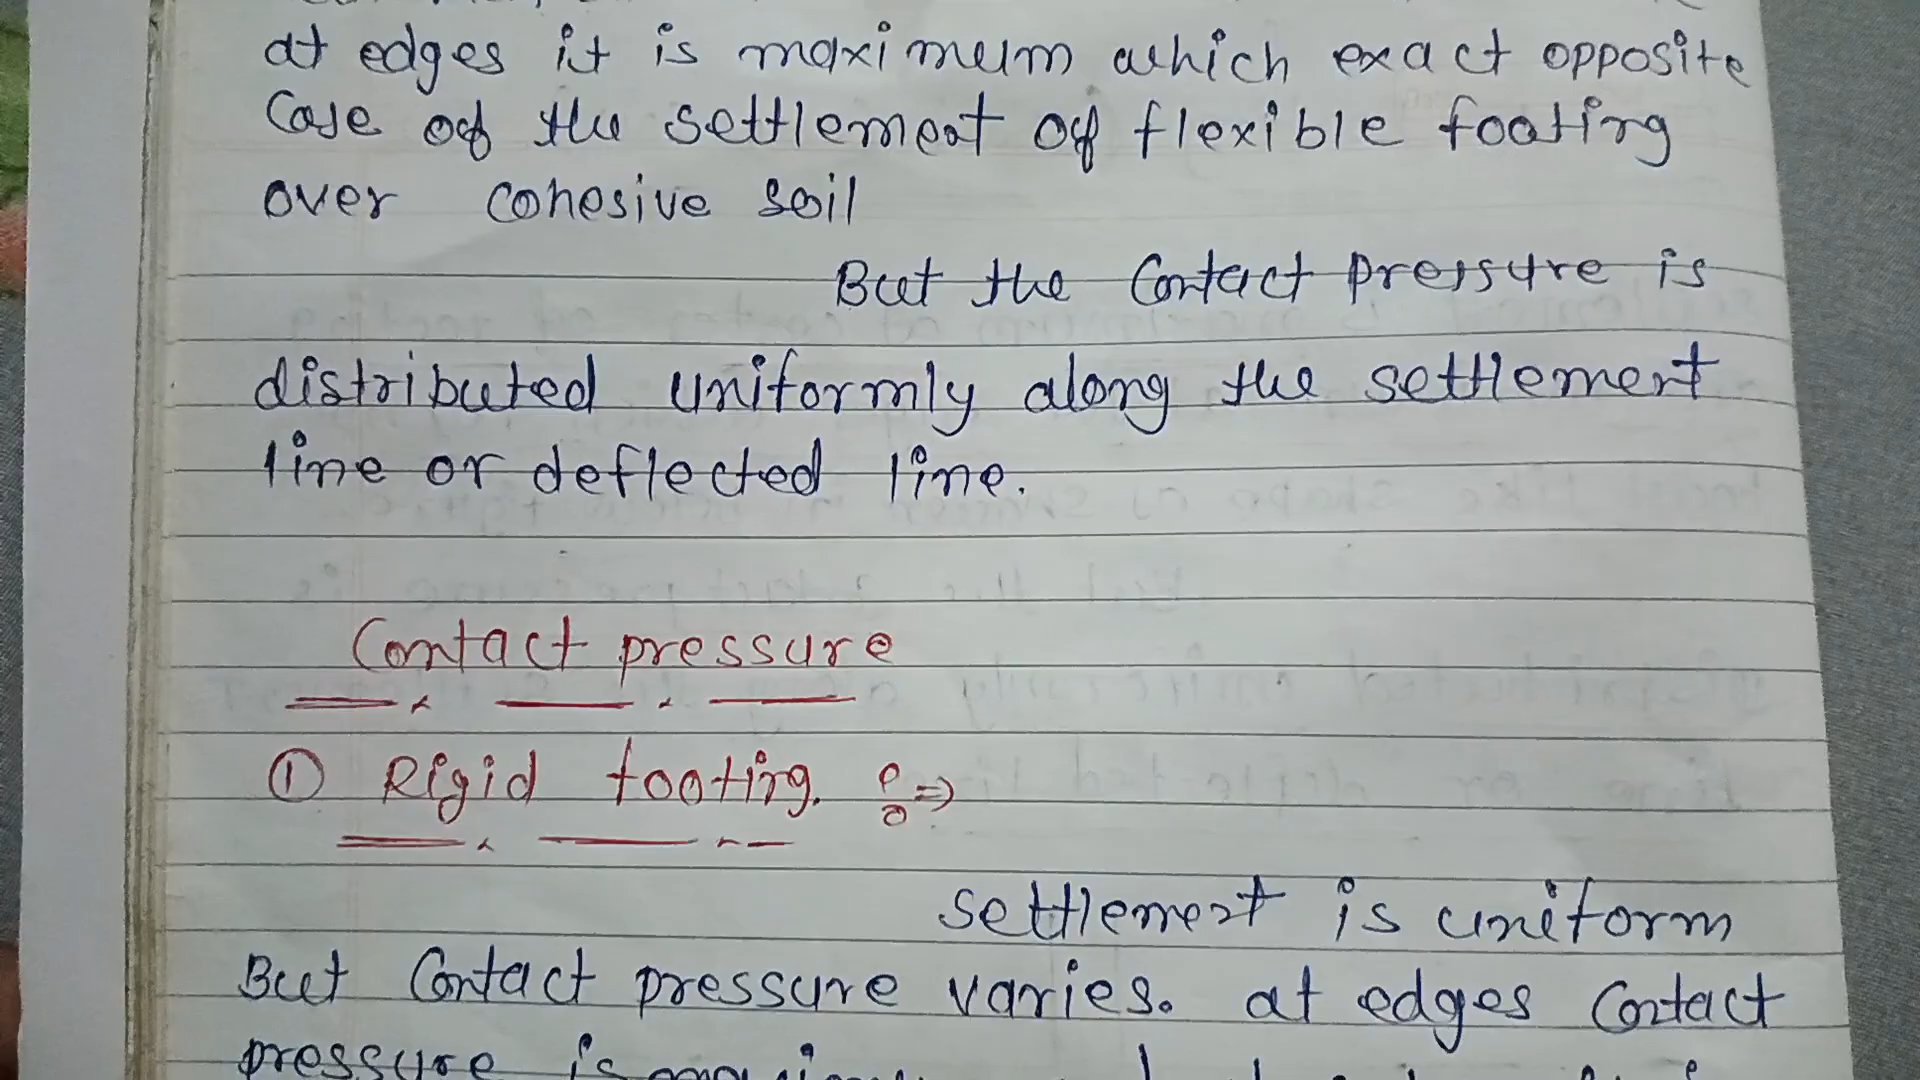 at edges it is maximum which exact opposite
Case of the settlement of flexible footing
over cohesive soil
But the Contact pressure is
distributed uniformly along the settlement
line or deflected line.
Contact pressure
① Rigid footing. :⇒
settlement is uniform
But Contact pressure varies. at edges Contact
pressure is